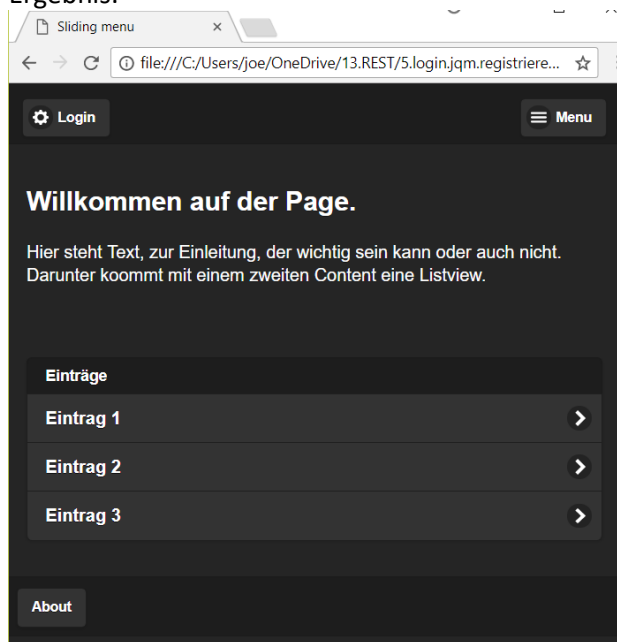 Ergebnis:
Sliding menu
file:///C:/Users/joe/OneDrive/13.REST/5.login.jqm.registriere...
Login
Menu
Willkommen auf der Page.
Hier steht Text, zur Einleitung, der wichtig sein kann oder auch nicht.
Darunter koommt mit einem zweiten Content eine Listview.
Einträge
Eintrag 1
Eintrag 2
Eintrag 3
About